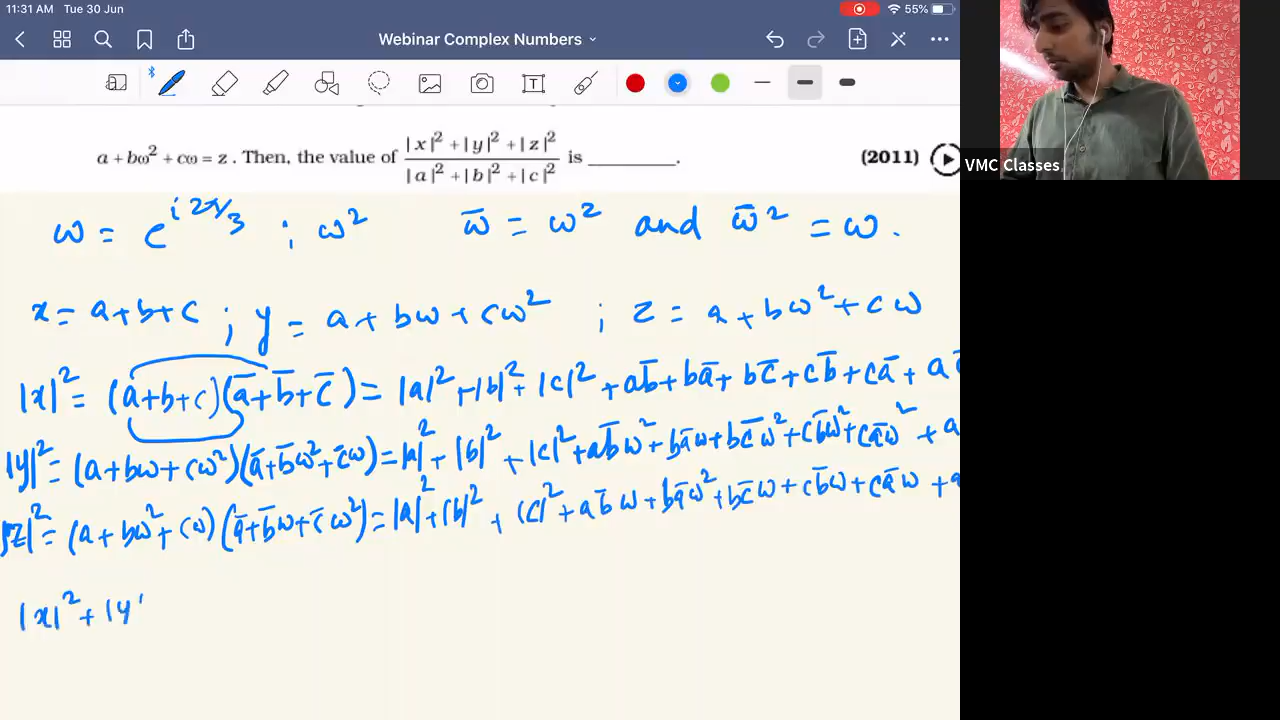 11:31 AM Tue 30 Jun
55%
Webinar Complex Numbers
a + bω² + cω = z . Then, the value of |x|² + |y|² + |z|² / |a|² + |b|² + |c|² is ________. (2011)
VMC Classes
ω = e^{i2π/3} ; ω² ω̄ = ω² and ω̄² = ω .
x = a + b + c ; y = a + bω + cω² ; z = a + bω² + cω
|x|² = (a+b+c)(ā+b̄+c̄) = |a|² + |b|² + |c|² + ab̄ + bā + bc̄ + cb̄ + cā + a
|y|² = (a+bω+cω²)(ā+b̄ω²+c̄ω) = |a|² + |b|² + |c|² + ab̄ω² + bāω + bc̄ω² + cb̄ω² + cāω² + a
|z|² = (a+bω²+cω)(ā+b̄ω+c̄ω²) = |a|² + |b|² + |c|² + ab̄ω + bāω² + bc̄ω + cb̄ω + cāω + a
|x|² + |y|